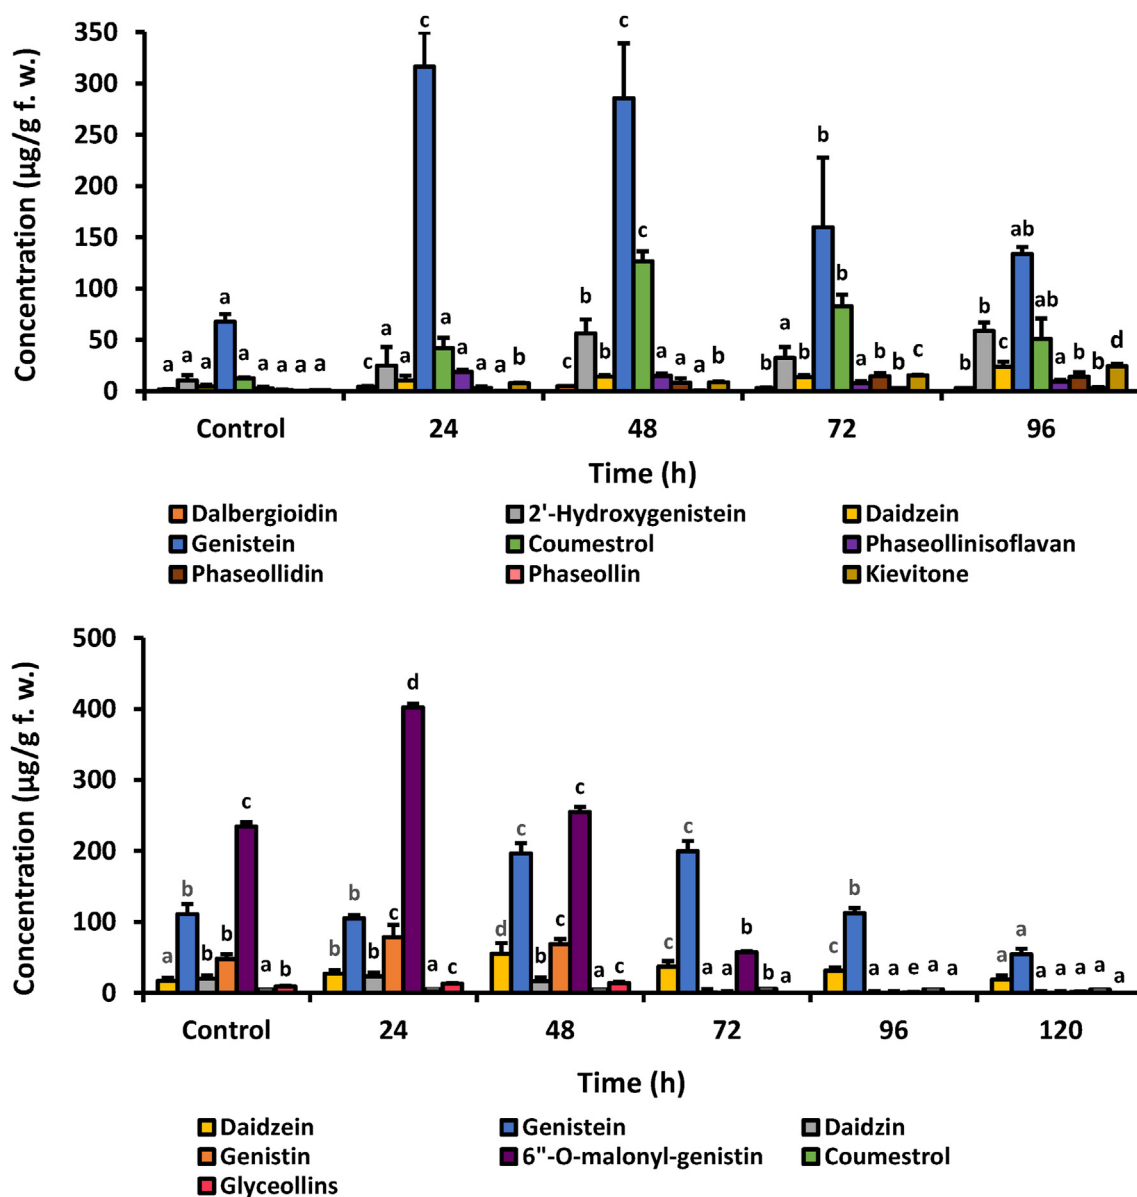 350
300
250
200
150
100
50
0
Concentration (µg/g f. w.)
a a a a a a a a a
c a a c a a a a b
c b b c c a a a b
b a b b b a b b c
b b c ab ab a b b d
Control 24 48 72 96
Time (h)
Dalbergioidin 2'-Hydroxygenistein Daidzein
Genistein Coumestrol Phaseollinisoflavan
Phaseollidin Phaseollin Kievitone
500
400
300
200
100
0
Concentration (µg/g f. w.)
a b b b c a b
b b b c d a c
d c b c c a c
c c a a b b a
c b a a e a a
a a a a a a a
Control 24 48 72 96 120
Time (h)
Daidzein Genistein Daidzin
Genistin 6"-O-malonyl-genistin Coumestrol
Glyceollins